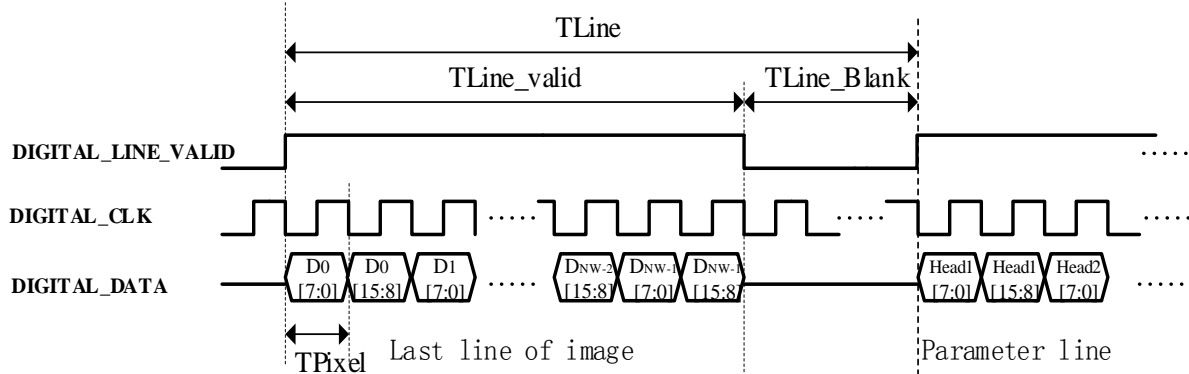 TLine
TLine_valid TLine_Blank
DIGITAL_LINE_VALID .....
DIGITAL_CLK ..... ..... .....
DIGITAL_DATA ..... .....
D0 [7:0]
D0 [15:8]
D1 [7:0]
DNW-2 [15:8]
DNW-1 [7:0]
DNW-1 [15:8]
Head1 [7:0]
Head1 [15:8]
Head2 [7:0]
TPixel
Last line of image
Parameter line